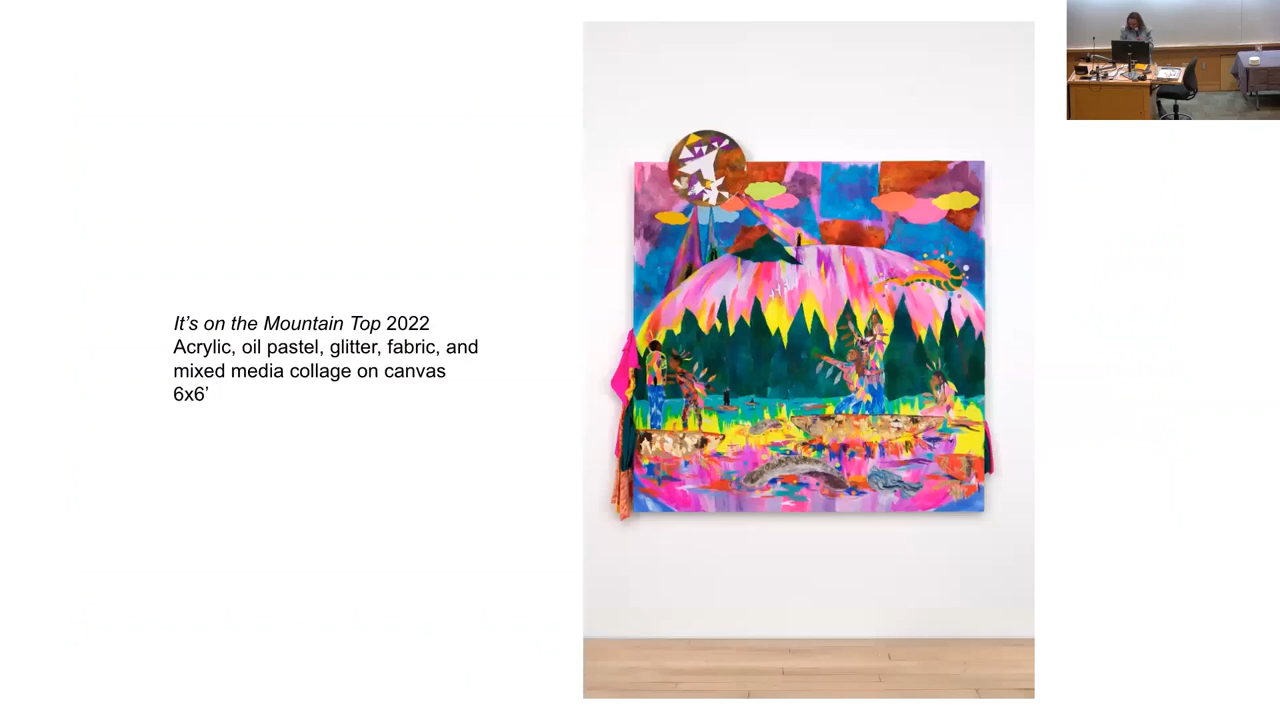 It's on the Mountain Top 2022
Acrylic, oil pastel, glitter, fabric, and
mixed media collage on canvas
6x6'